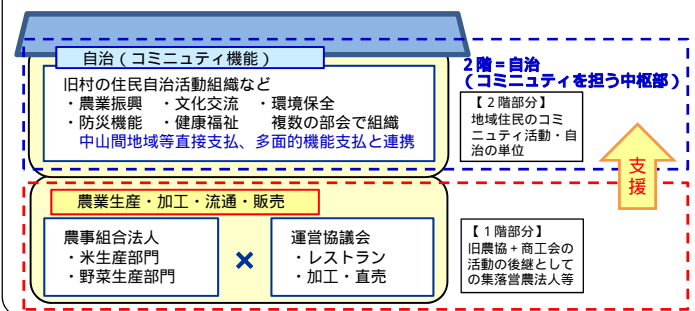 自治(コミニュティ機能)
旧村の住民自治活動組織など
・農業振興 ・文化交流 ・環境保全
・防災機能 ・健康福祉 複数の部会で組織
中山間地域等直接支払、多面的機能支払と連携
2階=自治
(コミニュティを担う中枢部)
【2階部分】
地域住民のコミ
ニュティ活動・自
治の単位
支
援
農業生産・加工・流通・販売
農事組合法人
・米生産部門
・野菜生産部門
×
運営協議会
・レストラン
・加工・直売
【1階部分】
旧農協+商工会の
活動の後継として
の集落営農法人等